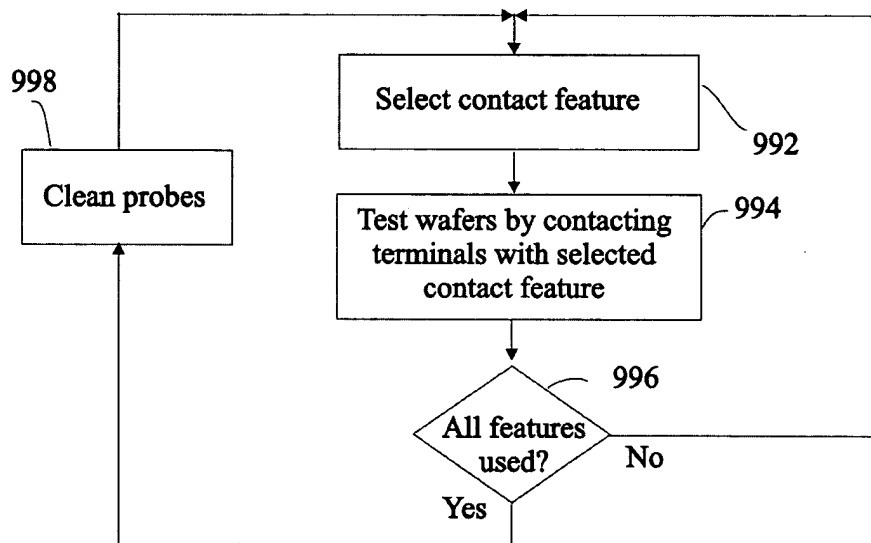 998
Clean probes
Select contact feature
992
Test wafers by contacting
terminals with selected
contact feature
994
996
All features
used?
No
Yes